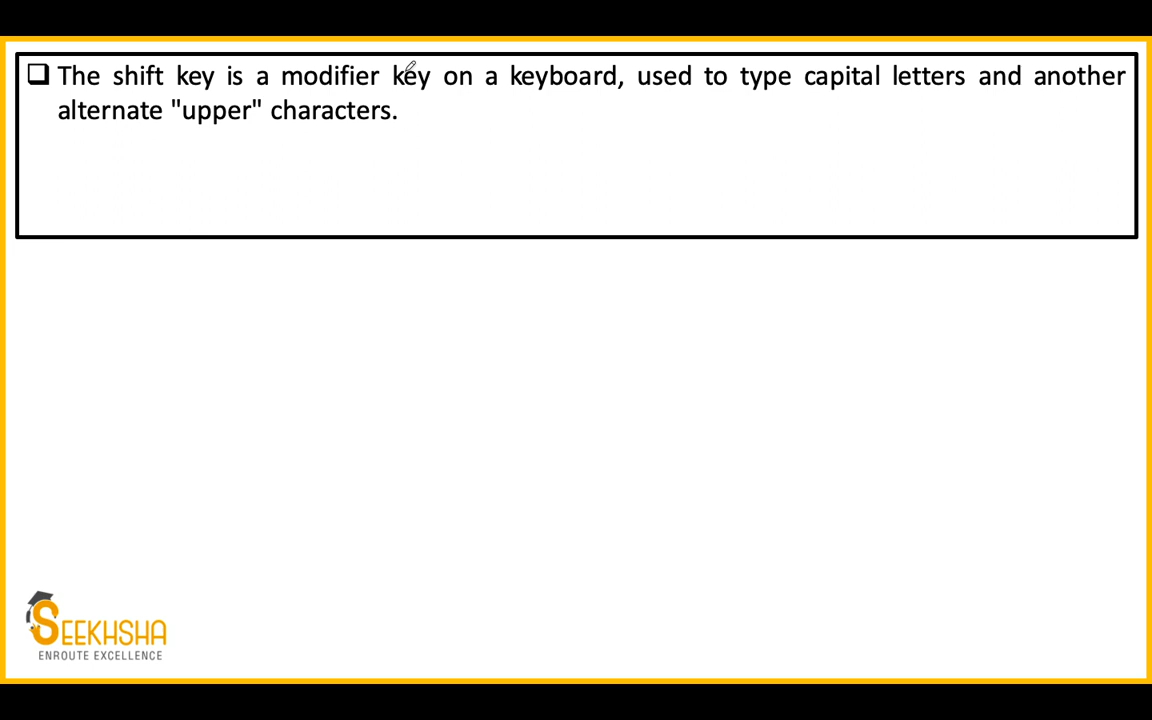 The shift key is a modifier key on a keyboard, used to type capital letters and another
alternate "upper" characters.
SEEKHSHA
ENROUTE EXCELLENCE